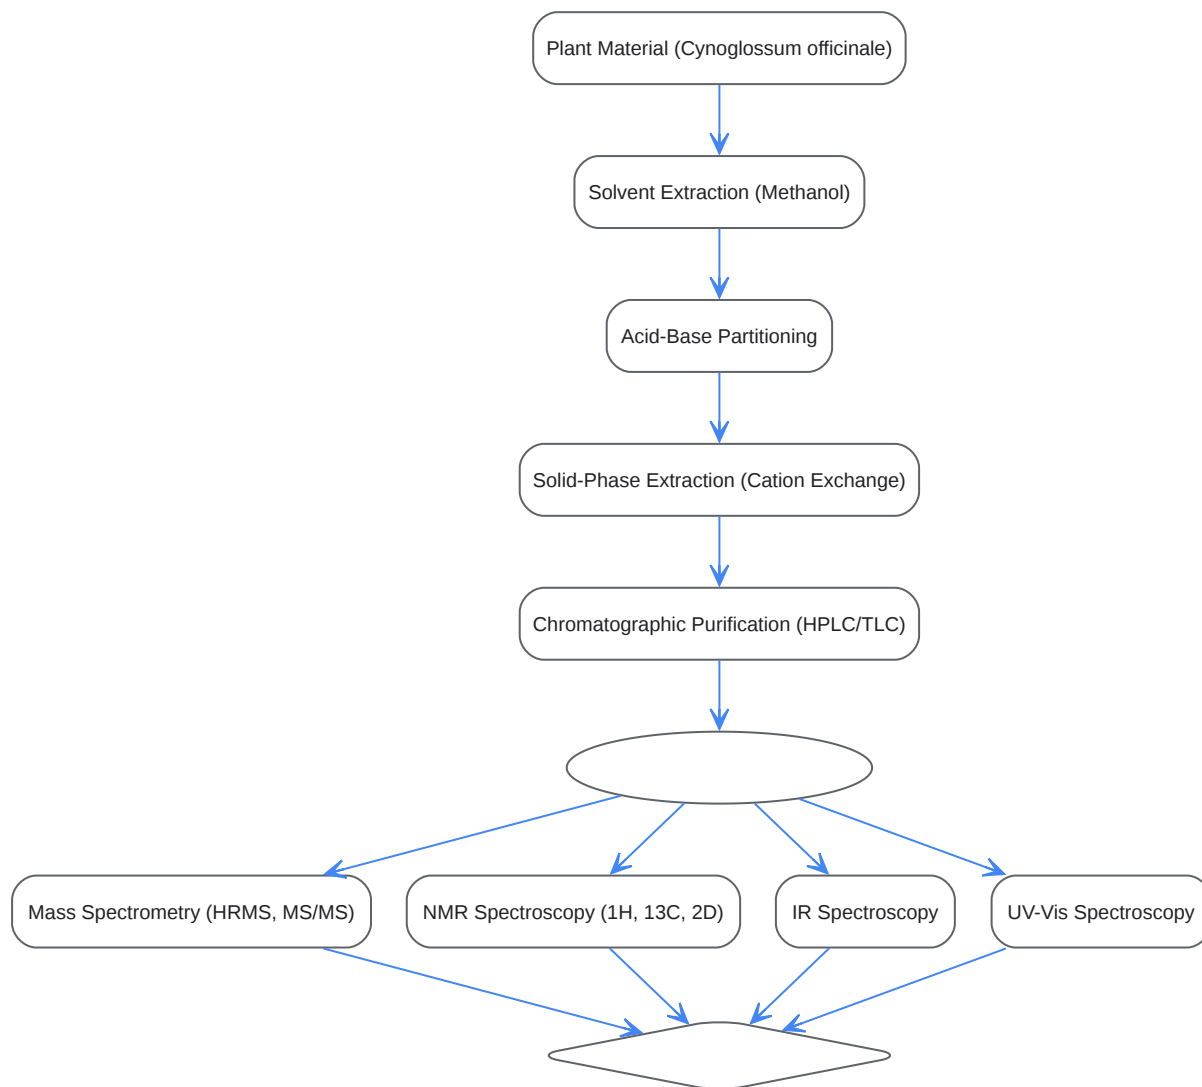 Plant Material (Cynoglossum officinale)
Solvent Extraction (Methanol)
Acid-Base Partitioning
Solid-Phase Extraction (Cation Exchange)
Chromatographic Purification (HPLC/TLC)
Mass Spectrometry (HRMS, MS/MS)
NMR Spectroscopy (1H, 13C, 2D)
IR Spectroscopy
UV-Vis Spectroscopy